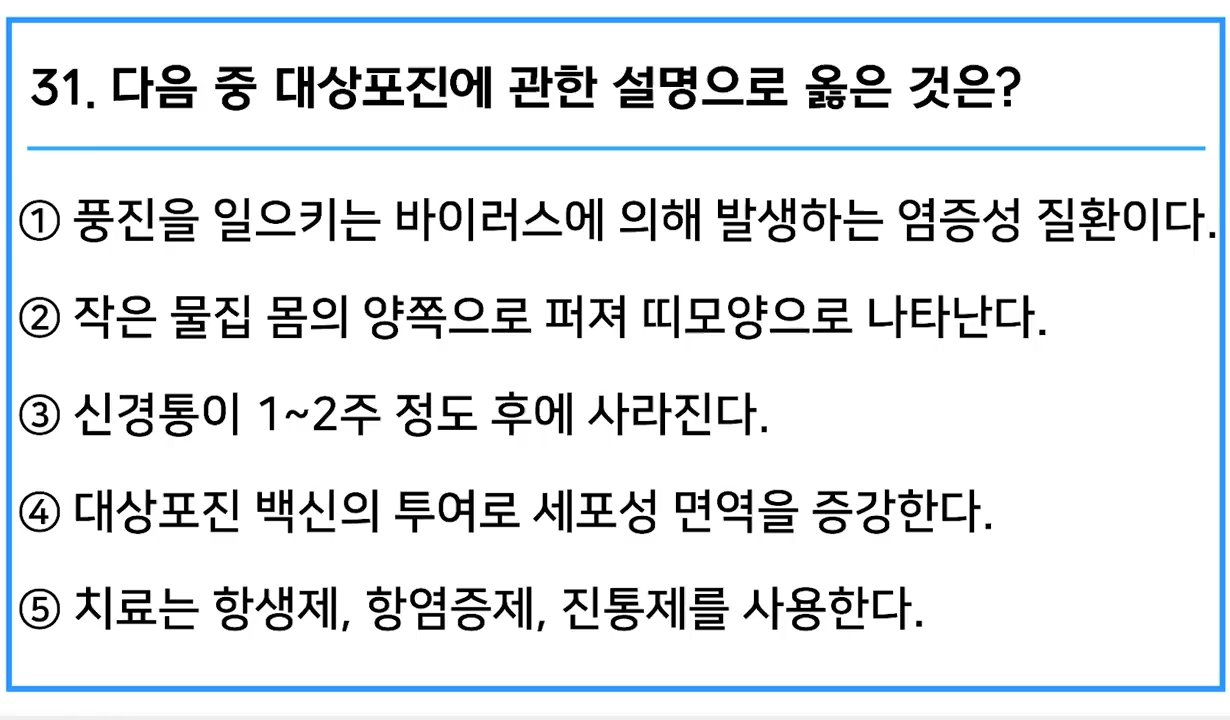 31. 다음 중 대상포진에 관한 설명으로 옳은 것은?
① 풍진을 일으키는 바이러스에 의해 발생하는 염증성 질환이다.
② 작은 물집 몸의 양쪽으로 퍼져 띠모양으로 나타난다.
③ 신경통이 1~2주 정도 후에 사라진다.
④ 대상포진 백신의 투여로 세포성 면역을 증강한다.
⑤ 치료는 항생제, 항염증제, 진통제를 사용한다.